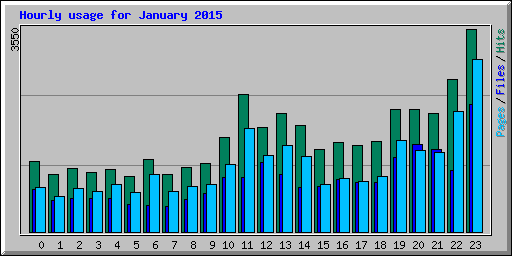 Hourly usage for January 2015
3550
Pages/Files/Hits
0 1 2 3 4 5 6 7 8 9 10 11 12 13 14 15 16 17 18 19 20 21 22 23